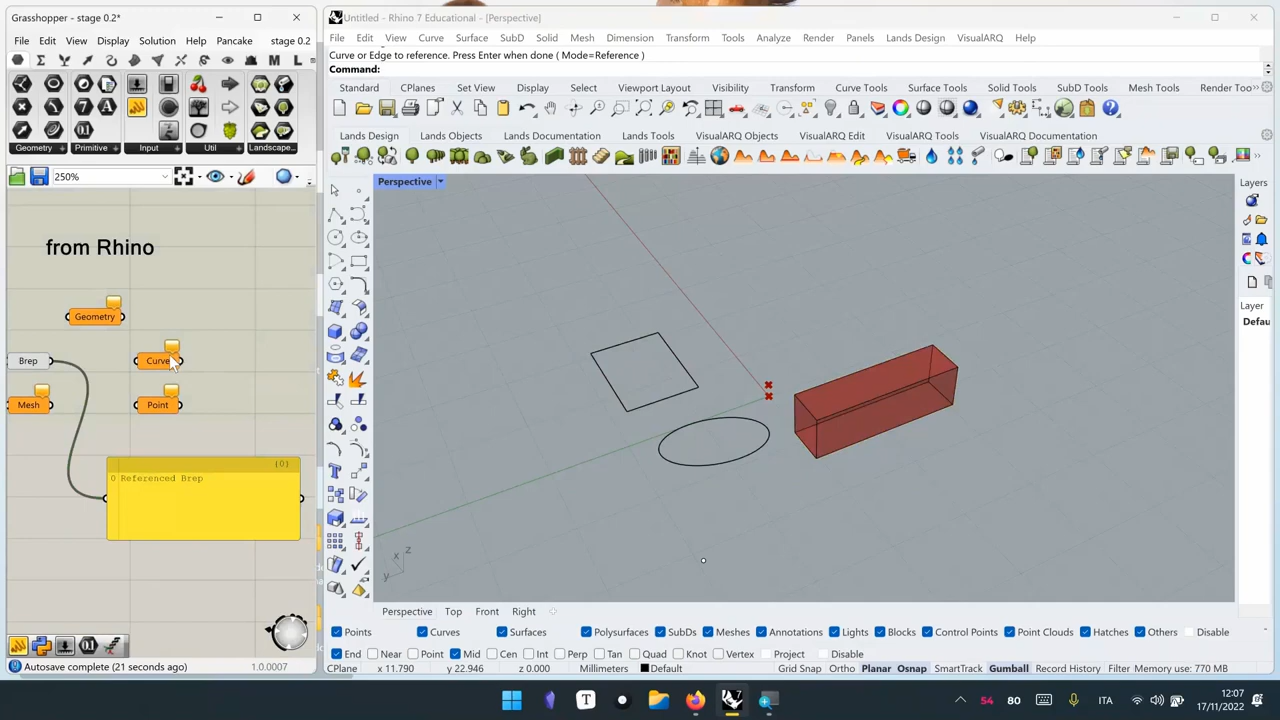 Grasshopper - stage 0.2*
File Edit View Display Solution Help Pancake stage 0.2
Geometry Primitive Input Util Landscape...
250%
from Rhino
Geometry
Brep Curve
Mesh Point
{0}
0 Referenced Brep
Autosave complete (21 seconds ago) 1.0.0007
Untitled - Rhino 7 Educational - [Perspective]
File Edit View Curve Surface SubD Solid Mesh Dimension Transform Tools Analyze Render Panels Lands Design VisualARQ Help
Curve or Edge to reference. Press Enter when done ( Mode=Reference )
Command:
Standard CPlanes Set View Display Select Viewport Layout Visibility Transform Curve Tools Surface Tools Solid Tools SubD Tools Mesh Tools Render Too
Lands Design Lands Objects Lands Documentation Lands Tools VisualARQ Objects VisualARQ Edit VisualARQ Tools VisualARQ Documentation
Perspective
Layers
Layer
Defau
x z
y
Perspective Top Front Right
Points Curves Surfaces Polysurfaces SubDs Meshes Annotations Lights Blocks Control Points Point Clouds Hatches Others Disable
End Near Point Mid Cen Int Perp Tan Quad Knot Vertex Project Disable
CPlane x 11.790 y 22.946 z 0.000 Millimeters Default Grid Snap Ortho Planar Osnap SmartTrack Gumball Record History Filter Memory use: 770 MB
54 80 ITA 12:07
17/11/2022